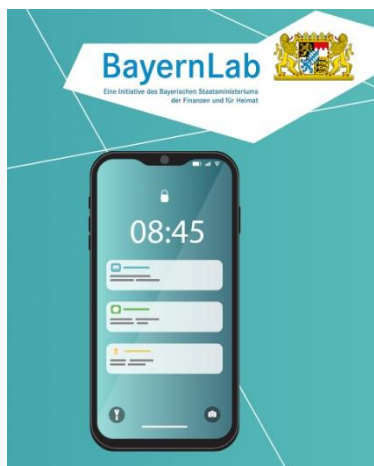 BayernLab
Eine Initiative des Bayerischen Staatsministeriums
der Finanzen und für Heimat
08:45